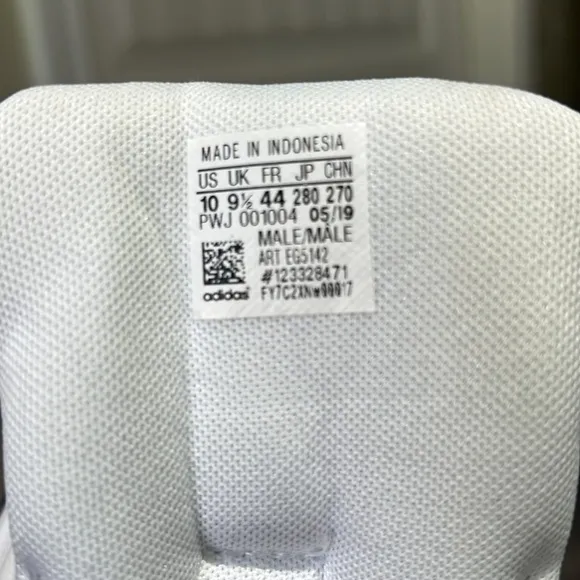 MADE IN INDONESIA
US UK FR JP CHN
10 9½ 44 280 270
PWJ 001004 05/19
MALE/MÂLE
ART EG5142
#123328471
adidas FY7C2XNW00017